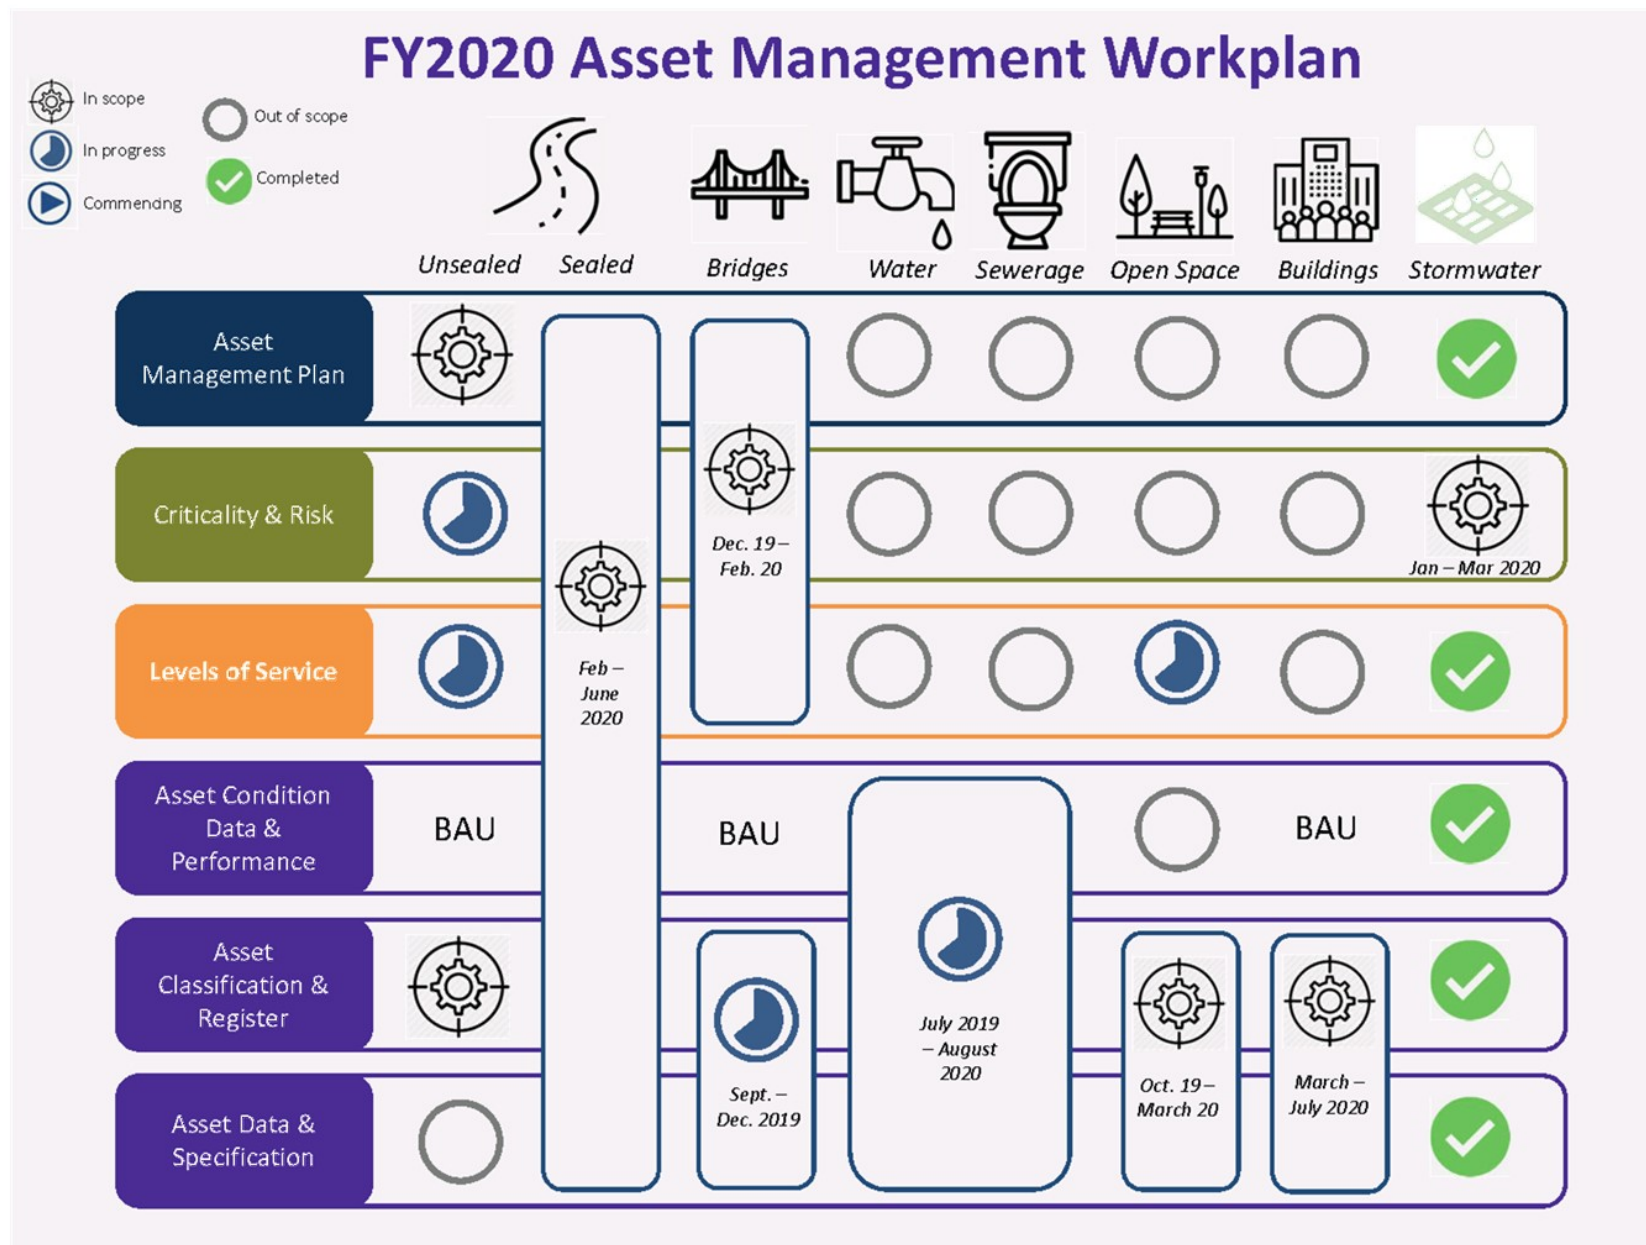 FY2020 Asset Management Workplan
In scope
Out of scope
In progress
Completed
Commencing
Unsealed
Sealed
Bridges
Water
Sewerage
Open Space
Buildings
Stormwater
Asset
Management Plan
Criticality & Risk
Dec. 19–
Feb. 20
Jan – Mar 2020
Levels of Service
Feb –
June
2020
Asset Condition
Data &
Performance
BAU
BAU
BAU
Asset
Classification &
Register
July 2019
– August
2020
Asset Data &
Specification
Sept. –
Dec. 2019
Oct. 19–
March 20
March –
July 2020